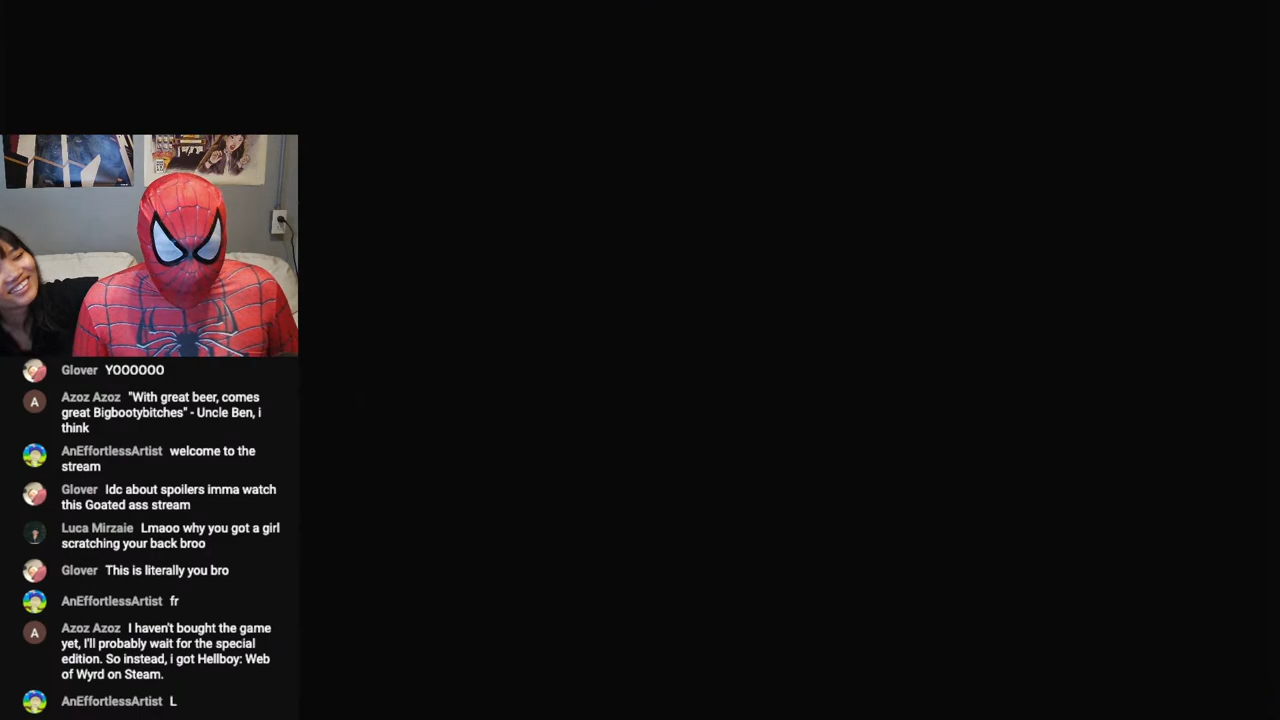 Glover YOOOOOO
Azoz Azoz "With great beer, comes
great Bigbootybitches" - Uncle Ben, i
think
AnEffortlessArtist welcome to the
stream
Glover Idc about spoilers imma watch
this Goated ass stream
Luca Mirzaie Lmaoo why you got a girl
scratching your back broo
Glover This is literally you bro
AnEffortlessArtist fr
A
Azoz Azoz I haven't bought the game
yet, I'll probably wait for the special
edition. So instead, i got Hellboy: Web
of Wyrd on Steam.
AnEffortlessArtist L